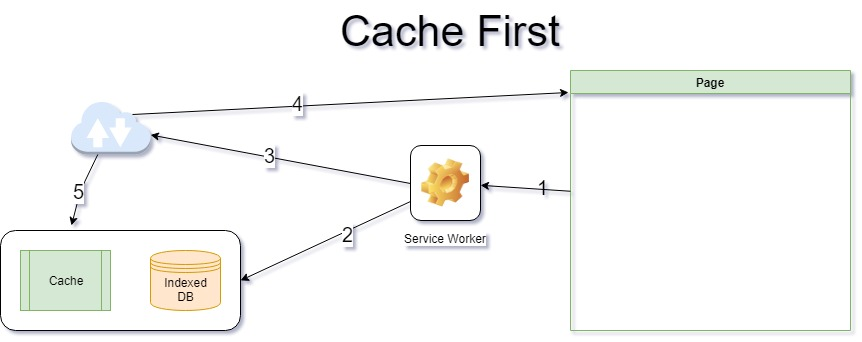 Cache First
Page
4
3
5
1
2
Service Worker
Cache
Indexed
DB